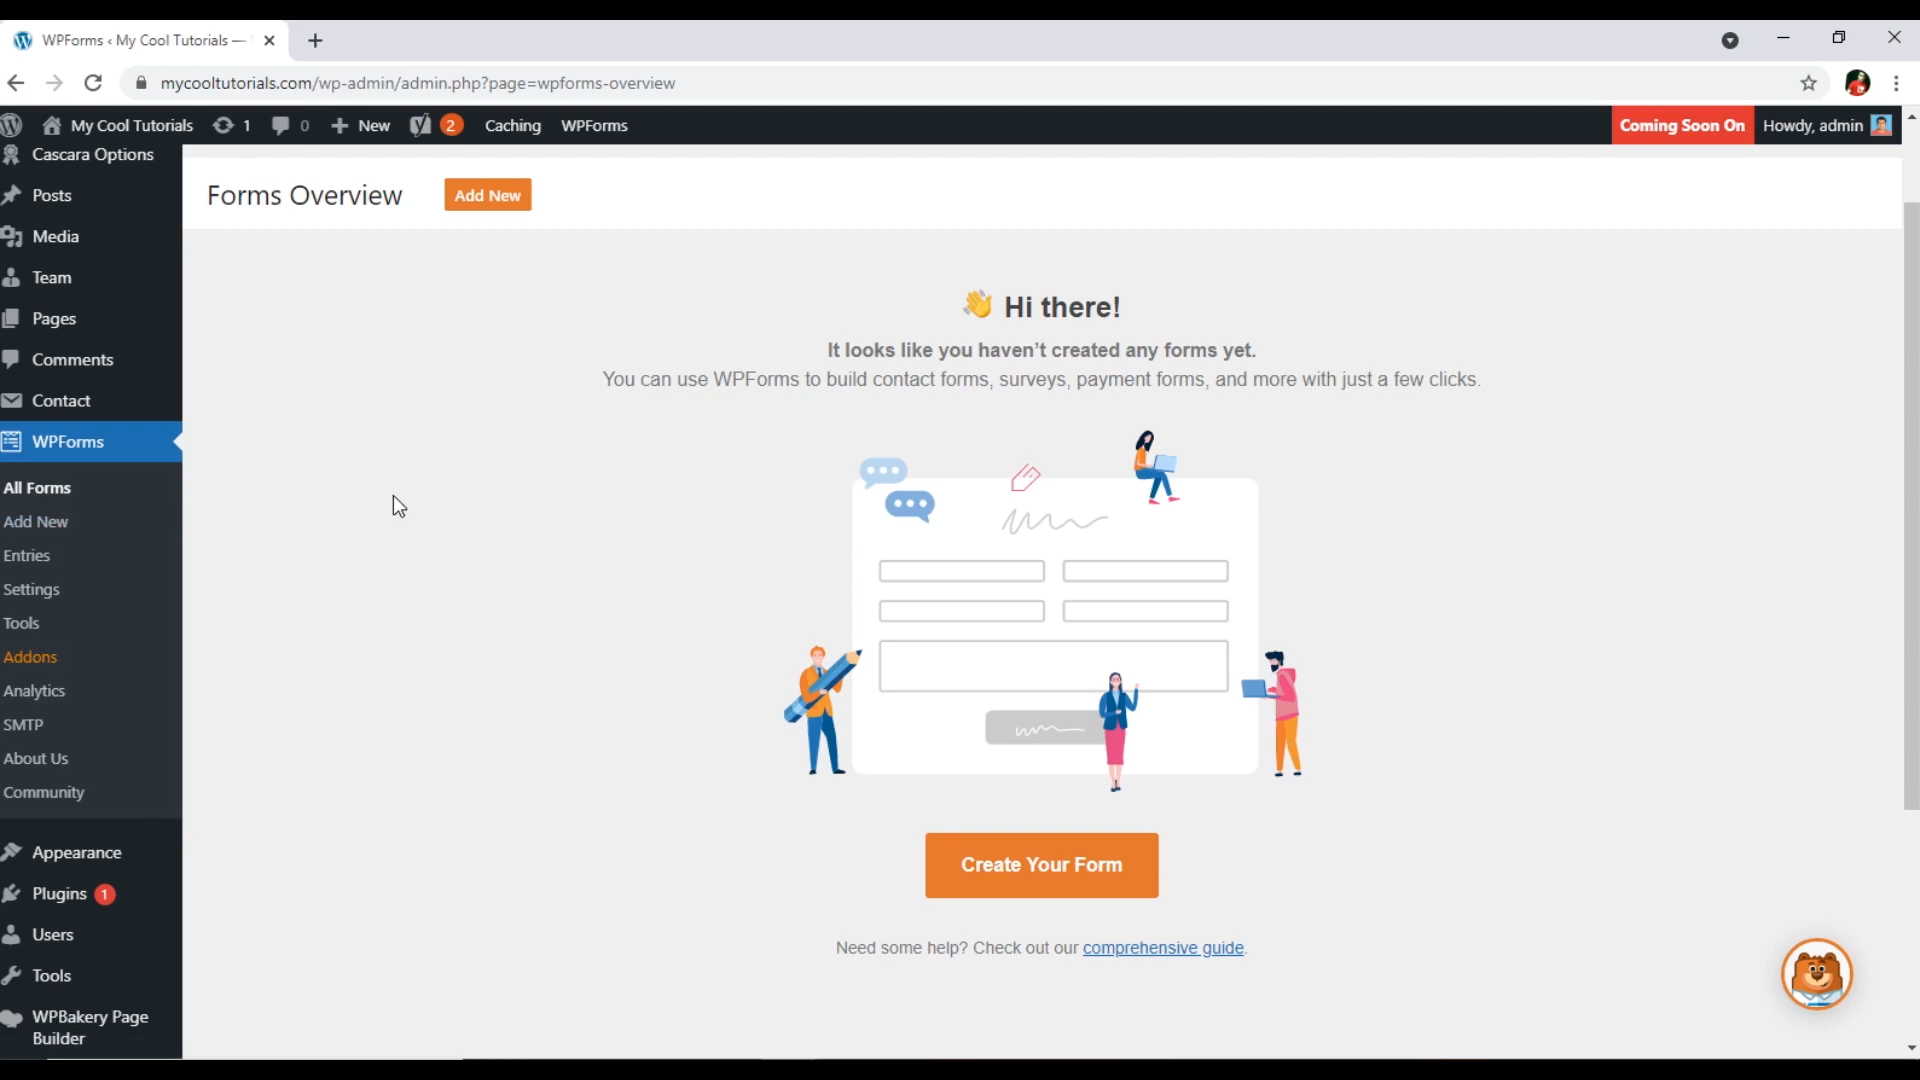 WPForms ‹ My Cool Tutorials —
mycooltutorials.com/wp-admin/admin.php?page=wpforms-overview
My Cool Tutorials 1 0 New 2 Caching WPForms Coming Soon On Howdy, admin
Cascara Options
Posts
Media
Team
Pages
Comments
Contact
WPForms
All Forms
Add New
Entries
Settings
Tools
Addons
Analytics
SMTP
About Us
Community
Appearance
Plugins 1
Users
Tools
WPBakery Page
Builder
Forms Overview Add New
Hi there!
It looks like you haven’t created any forms yet.
You can use WPForms to build contact forms, surveys, payment forms, and more with just a few clicks.
Create Your Form
Need some help? Check out our comprehensive guide.